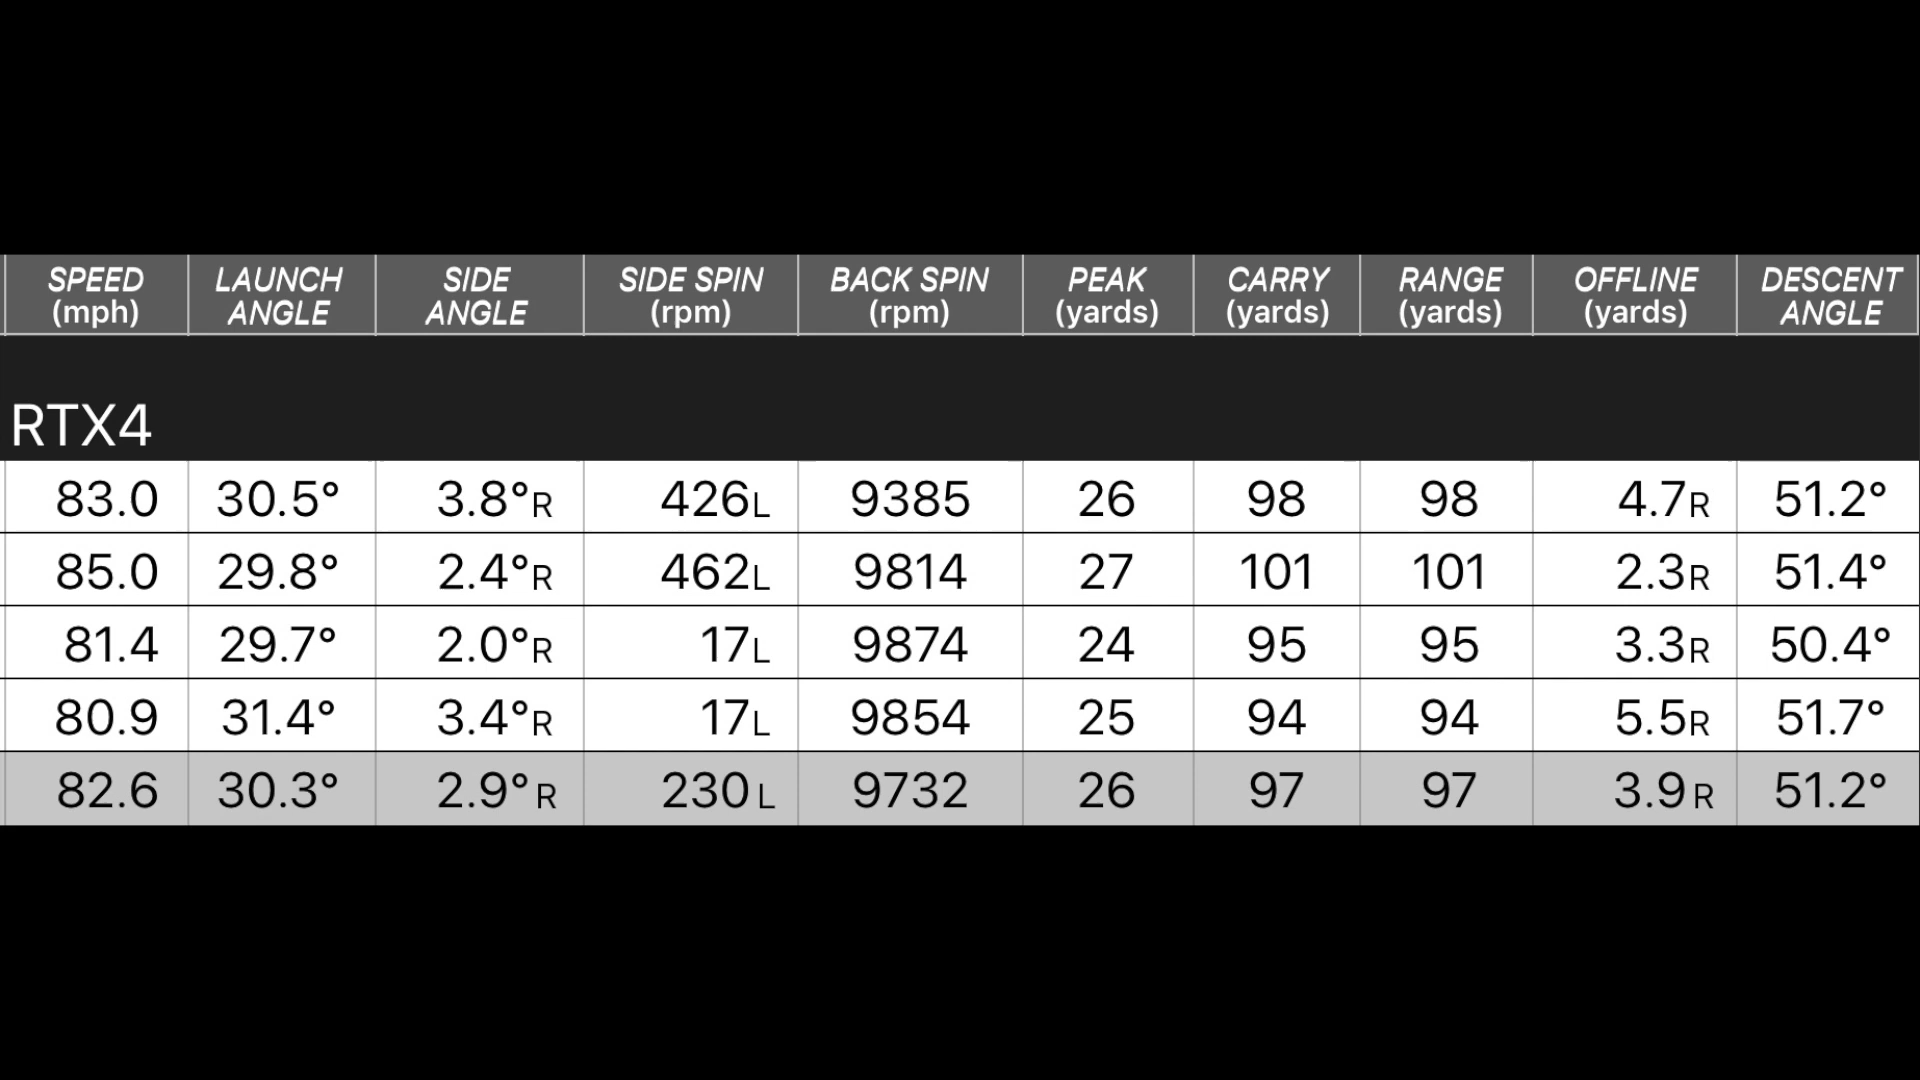 SPEED (mph) LAUNCH ANGLE SIDE ANGLE SIDE SPIN (rpm) BACK SPIN (rpm) PEAK (yards) CARRY (yards) RANGE (yards) OFFLINE (yards) DESCENT ANGLE
RTX4
83.0 30.5° 3.8°R 426L 9385 26 98 98 4.7R 51.2°
85.0 29.8° 2.4°R 462L 9814 27 101 101 2.3R 51.4°
81.4 29.7° 2.0°R 17L 9874 24 95 95 3.3R 50.4°
80.9 31.4° 3.4°R 17L 9854 25 94 94 5.5R 51.7°
82.6 30.3° 2.9° R 230 L 9732 26 97 97 3.9 R 51.2°